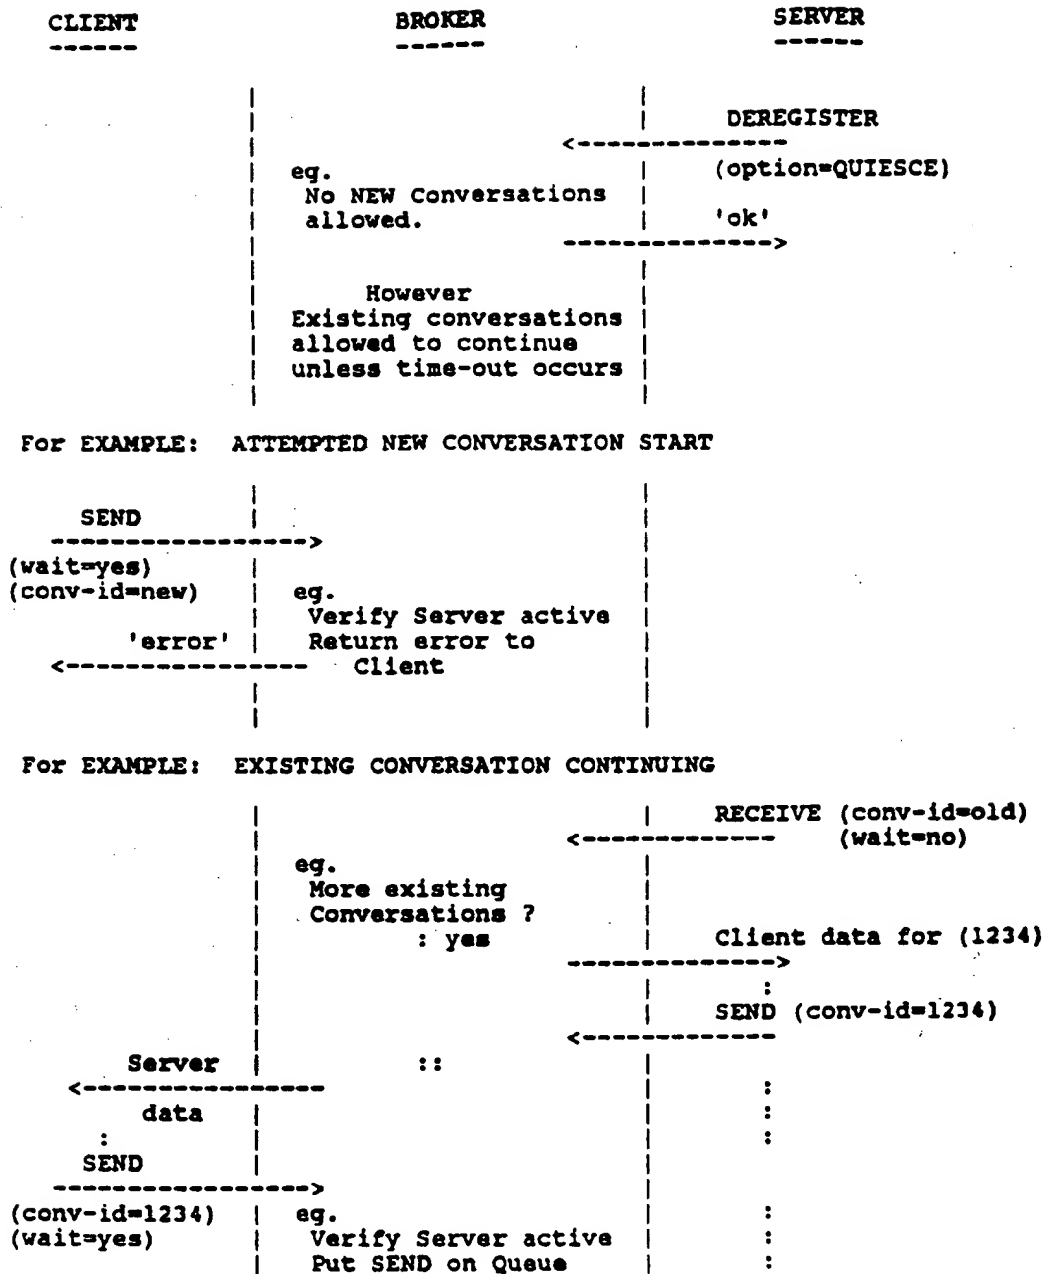 CLIENT BROKER SERVER
------ ------ ------
DEREGISTER
<---------------
eg. (option=QUIESCE)
No NEW Conversations
allowed. 'ok'
--------------->
However
Existing conversations
allowed to continue
unless time-out occurs
For EXAMPLE: ATTEMPTED NEW CONVERSATION START
SEND
------------------>
(wait=yes)
(conv-id=new) eg.
Verify Server active
'error' Return error to
<----------------- Client
For EXAMPLE: EXISTING CONVERSATION CONTINUING
RECEIVE (conv-id=old)
<-------------- (wait=no)
eg.
More existing
Conversations ?
: yes Client data for (1234)
--------------->
:
SEND (conv-id=1234)
<--------------
Server ::
<----------------- :
data :
: :
SEND
------------------>
(conv-id=1234) eg. :
(wait=yes) Verify Server active :
Put SEND on Queue :